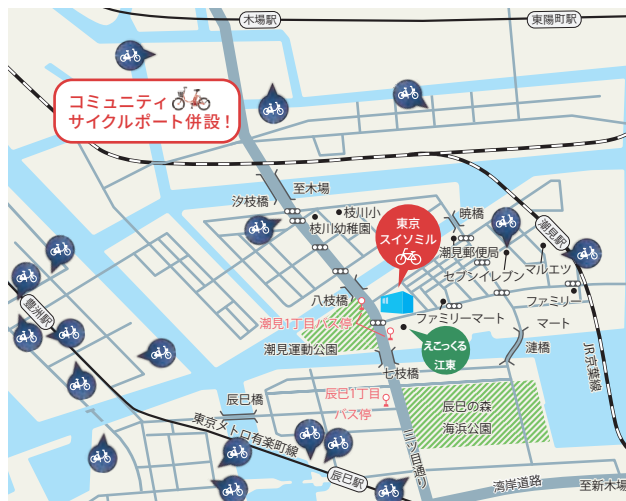 木場駅
東陽町駅
コミュニティ
サイクルポート併設！
至木場
汐枝橋
枝川小
枝川幼稚園
東京
スイソミル
暁橋
潮見駅
潮見郵便局
セブンイレブン
マルエツ
八枝橋
ファミリー
マート
ファミリーマート
豊洲駅
潮見1丁目バス停
潮見運動公園
えこっくる
江東
漣橋
JR京葉線
七枝橋
辰巳橋
辰巳1丁目
バス停
辰巳の森
海浜公園
東京メトロ有楽町線
三ツ目通り
辰巳駅
湾岸道路
至新木場